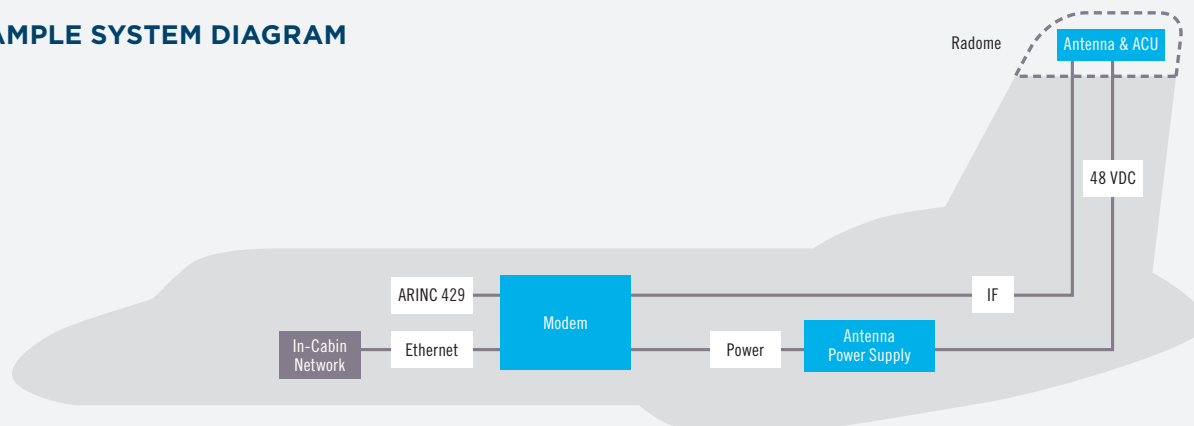 AMPLE SYSTEM DIAGRAM
Radome
Antenna & ACU
48 VDC
ARINC 429
Modem
IF
In-Cabin
Network
Ethernet
Power
Antenna
Power Supply